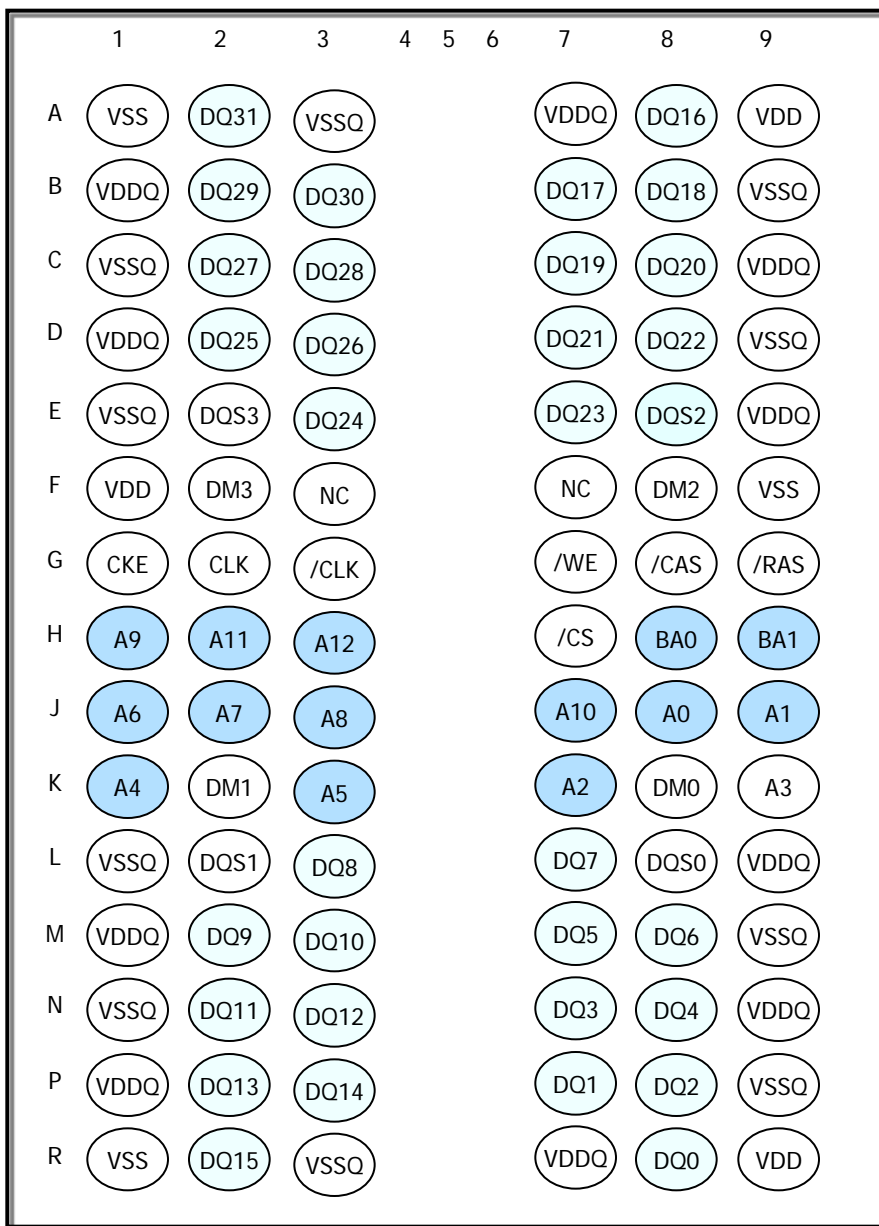 1 2 3 4 5 6 7 8 9
A VSS DQ31 VSSQ VDDQ DQ16 VDD
B VDDQ DQ29 DQ30 DQ17 DQ18 VSSQ
C VSSQ DQ27 DQ28 DQ19 DQ20 VDDQ
D VDDQ DQ25 DQ26 DQ21 DQ22 VSSQ
E VSSQ DQS3 DQ24 DQ23 DQS2 VDDQ
F VDD DM3 NC NC DM2 VSS
G CKE CLK /CLK /WE /CAS /RAS
H A9 A11 A12 /CS BA0 BA1
J A6 A7 A8 A10 A0 A1
K A4 DM1 A5 A2 DM0 A3
L VSSQ DQS1 DQ8 DQ7 DQS0 VDDQ
M VDDQ DQ9 DQ10 DQ5 DQ6 VSSQ
N VSSQ DQ11 DQ12 DQ3 DQ4 VDDQ
P VDDQ DQ13 DQ14 DQ1 DQ2 VSSQ
R VSS DQ15 VSSQ VDDQ DQ0 VDD